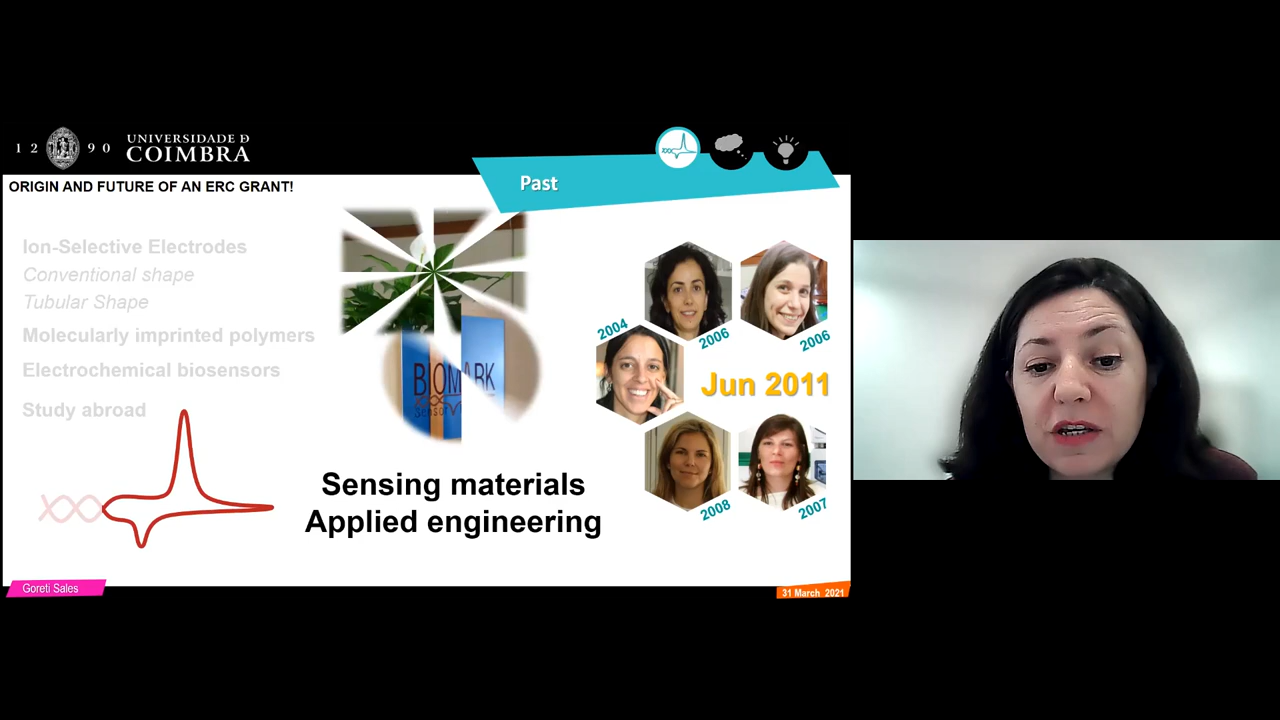 1 2 9 0
UNIVERSIDADE D
COIMBRA
ORIGIN AND FUTURE OF AN ERC GRANT!
Past
Ion-Selective Electrodes
Conventional shape
Tubular Shape
Molecularly imprinted polymers
Electrochemical biosensors
Study abroad
BIOMARK
Sensor
Sensing materials
Applied engineering
2004
2006
2006
Jun 2011
2008
2007
Goreti Sales
31 March 2021